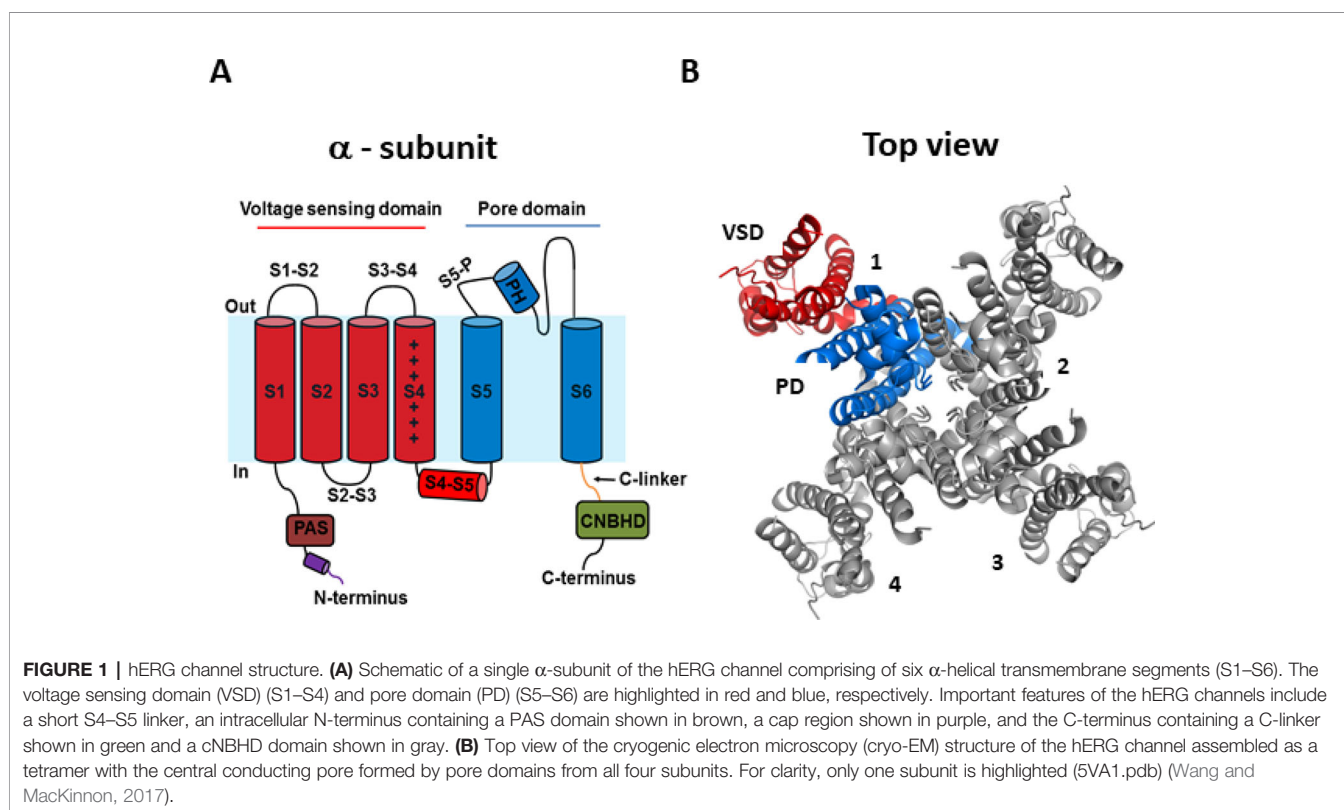 A
B
α - subunit
Top view
Voltage sensing domain
Pore domain
S1–S2
S3–S4
S5-P
PH
Out
+
+
+
S1
S2
S3
S4
S5
S6
+
+
+
+
In
S2-S3
S4-S5
C-linker
PAS
CNBHD
N-terminus
C-terminus
VSD
1
PD
2
3
4
FIGURE 1 | hERG channel structure. (A) Schematic of a single α-subunit of the hERG channel comprising of six α-helical transmembrane segments (S1–S6). The
voltage sensing domain (VSD) (S1–S4) and pore domain (PD) (S5–S6) are highlighted in red and blue, respectively. Important features of the hERG channels include
a short S4–S5 linker, an intracellular N-terminus containing a PAS domain shown in brown, a cap region shown in purple, and the C-terminus containing a C-linker
shown in green and a cNBHD domain shown in gray. (B) Top view of the cryogenic electron microscopy (cryo-EM) structure of the hERG channel assembled as a
tetramer with the central conducting pore formed by pore domains from all four subunits. For clarity, only one subunit is highlighted (5VA1.pdb) (Wang and
MacKinnon, 2017).